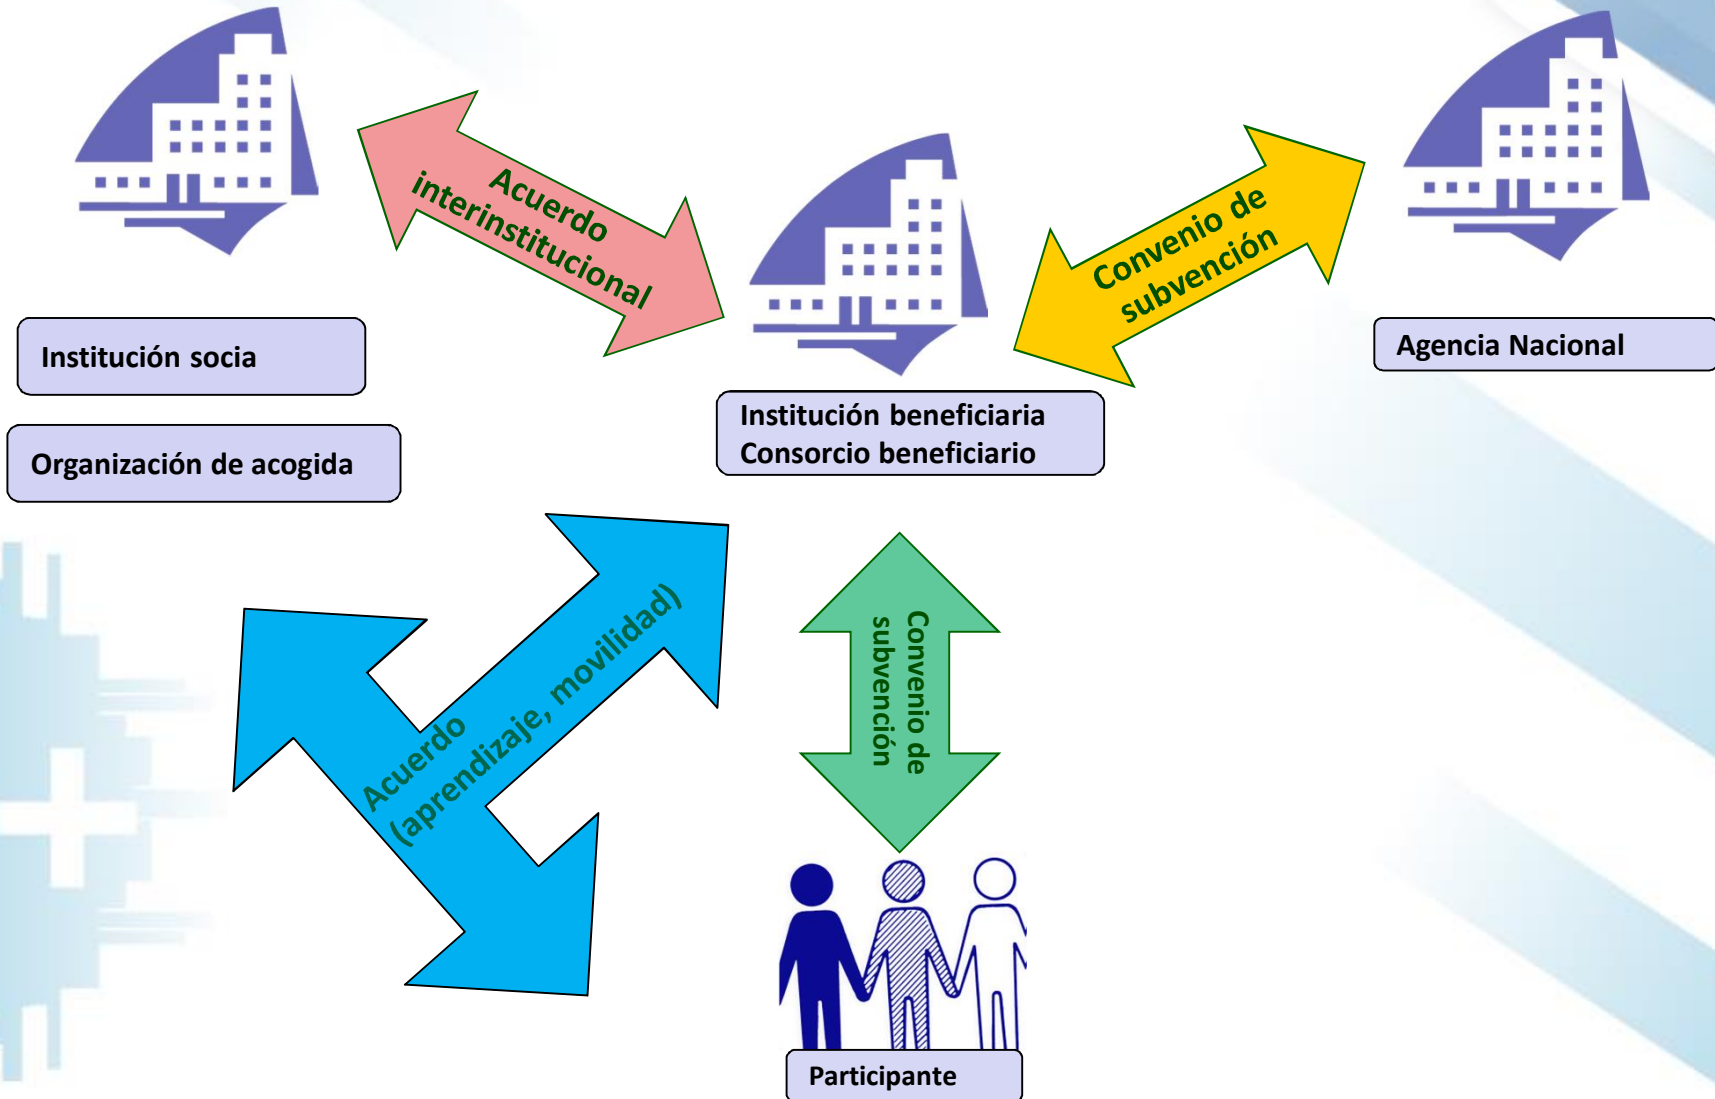 Acuerdo
interinstitucional
Convenio de
subvención
Institución socia
Agencia Nacional
Institución beneficiaria
Consorcio beneficiario
Organización de acogida
Acuerdo
(aprendizaje, movilidad)
Convenio de
subvención
Participante